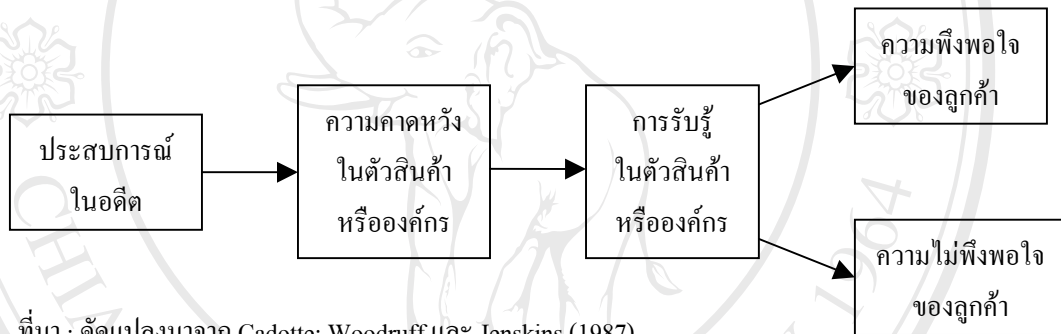 ประสบการณ์
ในอดีต
ความคาดหวัง
ในตัวสินค้า
หรือองค์กร
การรับรู้
ในตัวสินค้า
หรือองค์กร
ความพึงพอใจ
ของลูกค้า
ความไม่พึงพอใจ
ของลูกค้า
ที่มา : ดัดแปลงมาจาก Cadotte; Woodruff และ Jenskins (1987)
CHIA
1964